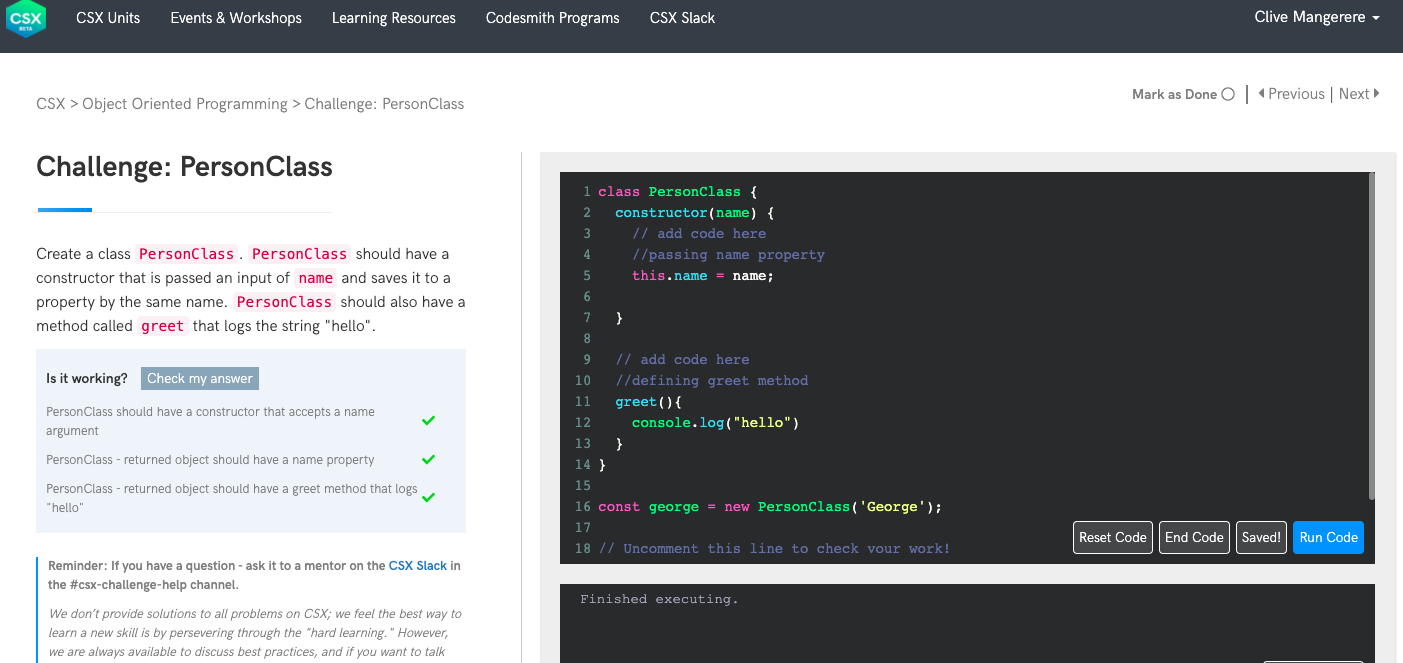 CSX
BETA
CSX Units
Events & Workshops
Learning Resources
Codesmith Programs
CSX Slack
Clive Mangerere
CSX > Object Oriented Programming > Challenge: PersonClass
Mark as Done
Previous | Next
Challenge: PersonClass
Create a class PersonClass. PersonClass should have a
constructor that is passed an input of name and saves it to a
property by the same name. PersonClass should also have a
method called greet that logs the string "hello".
Is it working? Check my answer
PersonClass should have a constructor that accepts a name
argument
PersonClass - returned object should have a name property
PersonClass - returned object should have a greet method that logs
"hello"
Reminder: If you have a question - ask it to a mentor on the CSX Slack in
the #csx-challenge-help channel.
We don't provide solutions to all problems on CSX; we feel the best way to
learn a new skill is by persevering through the "hard learning." However,
we are always available to discuss best practices, and if you want to talk
1 class PersonClass {
2 constructor(name) {
3 // add code here
4 //passing name property
5 this.name = name;
6
7 }
8
9 // add code here
10 //defining greet method
11 greet(){
12 console.log("hello")
13 }
14 }
15
16 const george = new PersonClass('George');
17
18 // Uncomment this line to check your work!
Reset Code
End Code
Saved!
Run Code
Finished executing.